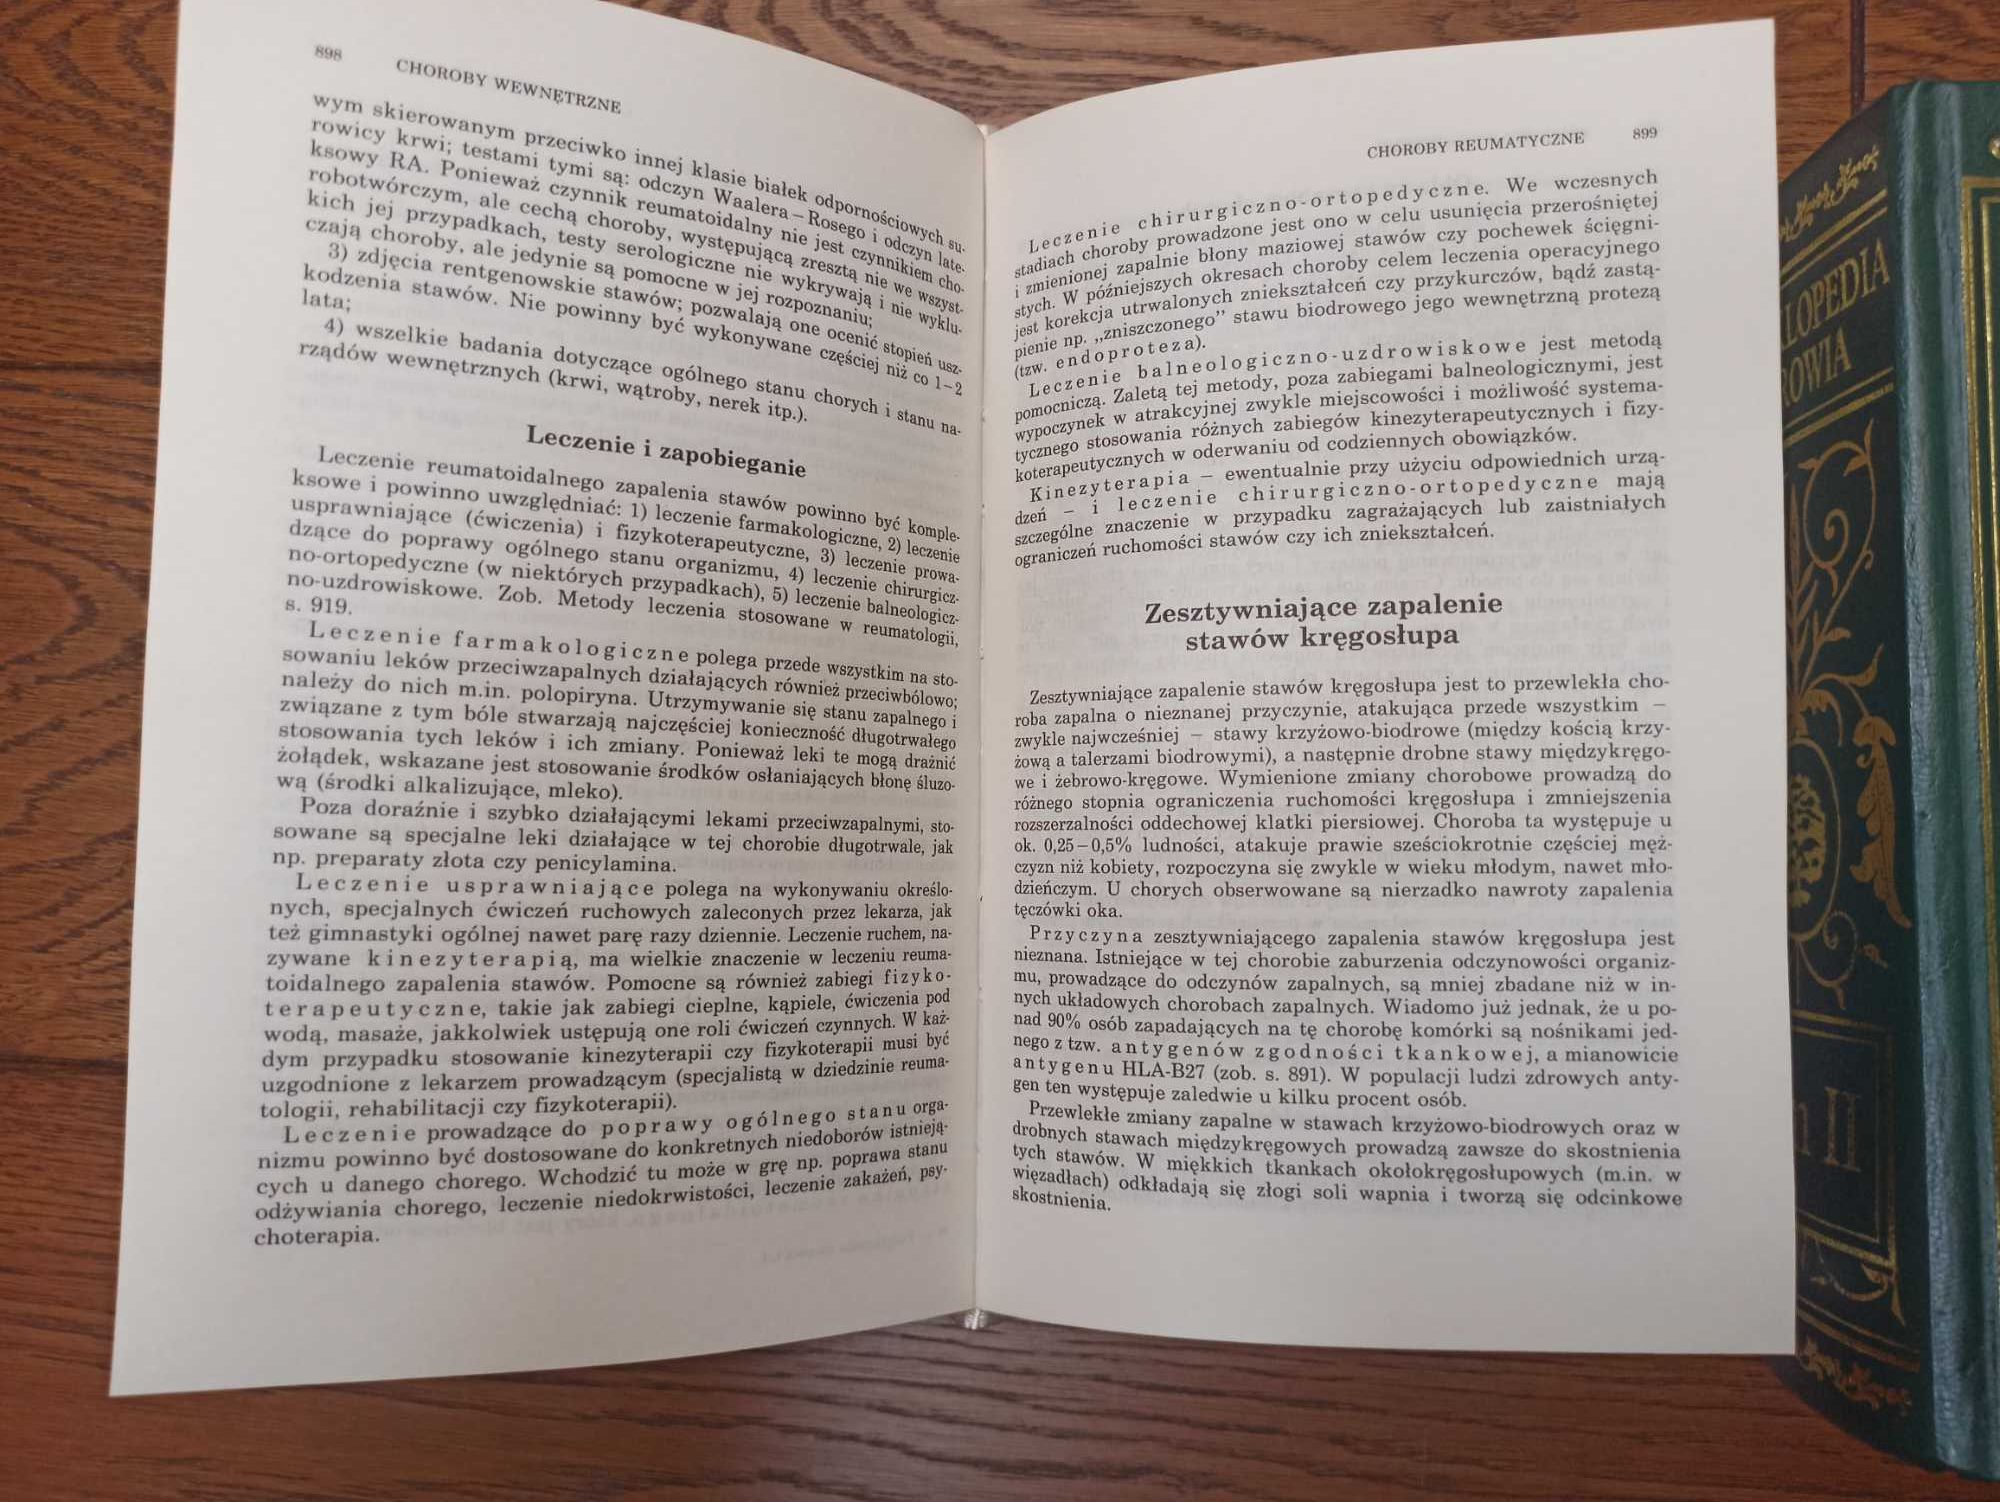 898 CHOROBY WEWNĘTRZNE
wym skierowanym przeciwko innej klasie białek odpornościowych su-
rowicy krwi; testami tymi są: odczyn Waalera – Rosego i odczyn late-
ksowy RA. Ponieważ czynnik reumatoidalny nie jest czynnikiem cho-
robotwórczym, ale cechą choroby, występującą zresztą nie we wszyst-
kich jej przypadkach, testy serologiczne nie wykrywają i nie wyklu-
czają choroby, ale jedynie są pomocne w jej rozpoznaniu;
3) zdjęcia rentgenowskie stawów; pozwalają one ocenić stopień usz-
kodzenia stawów. Nie powinny być wykonywane częściej niż co 1–2
lata;
4) wszelkie badania dotyczące ogólnego stanu chorych i stanu na-
rządów wewnętrznych (krwi, wątroby, nerek itp.).
Leczenie i zapobieganie
Leczenie reumatoidalnego zapalenia stawów powinno być komple-
ksowe i powinno uwzględniać: 1) leczenie farmakologiczne, 2) leczenie
usprawniające (ćwiczenia) i fizykoterapeutyczne, 3) leczenie prowa-
dzące do poprawy ogólnego stanu organizmu, 4) leczenie chirurgicz-
no-ortopedyczne (w niektórych przypadkach), 5) leczenie balneologicz-
no-uzdrowiskowe. Zob. Metody leczenia stosowane w reumatologii,
s. 919.
Leczenie farmakologiczne polega przede wszystkim na sto-
sowaniu leków przeciwzapalnych działających również przeciwbólowo;
należy do nich m.in. polopiryna. Utrzymywanie się stanu zapalnego i
związane z tym bóle stwarzają najczęściej konieczność długotrwałego
stosowania tych leków i ich zmiany. Ponieważ leki te mogą drażnić
żołądek, wskazane jest stosowanie środków osłaniających błonę śluzo-
wą (środki alkalizujące, mleko).
Poza doraźnie i szybko działającymi lekami przeciwzapalnymi, sto-
sowane są specjalne leki działające w tej chorobie długotrwale, jak
np. preparaty złota czy penicylamina.
Leczenie usprawniające polega na wykonywaniu określo-
nych, specjalnych ćwiczeń ruchowych zaleconych przez lekarza, jak
też gimnastyki ogólnej nawet parę razy dziennie. Leczenie ruchem, na-
zywane kinezyterapią, ma wielkie znaczenie w leczeniu reuma-
toidalnego zapalenia stawów. Pomocne są również zabiegi fizyko-
terapeutyczne, takie jak zabiegi cieplne, kąpiele, ćwiczenia pod
wodą, masaże, jakkolwiek ustępują one roli ćwiczeń czynnych. W każ-
dym przypadku stosowanie kinezyterapii czy fizykoterapii musi być
uzgodnione z lekarzem prowadzącym (specjalistą w dziedzinie reuma-
tologii, rehabilitacji czy fizykoterapii).
Leczenie prowadzące do poprawy ogólnego stanu orga-
nizmu powinno być dostosowane do konkretnych niedoborów istnieją-
cych u danego chorego. Wchodzić tu może w grę np. poprawa stanu
odżywiania chorego, leczenie niedokrwistości, leczenie zakażeń, psy-
choterapia.
CHOROBY REUMATYCZNE 899
Leczenie chirurgiczno-ortopedyczne. We wczesnych
stadiach choroby prowadzone jest ono w celu usunięcia przerośniętej
i zmienionej zapalnie błony maziowej stawów czy pochewek ścięgni-
stych. W późniejszych okresach choroby celem leczenia operacyjnego
jest korekcja utrwalonych zniekształceń czy przykurczów, bądź zastą-
pienie np. „zniszczonego” stawu biodrowego jego wewnętrzną protezą
(tzw. endoproteza).
Leczenie balneologiczno-uzdrowiskowe jest metodą
pomocniczą. Zaletą tej metody, poza zabiegami balneologicznymi, jest
wypoczynek w atrakcyjnej zwykle miejscowości i możliwość systema-
tycznego stosowania różnych zabiegów kinezyterapeutycznych i fizy-
koterapeutycznych w oderwaniu od codziennych obowiązków.
Kinezyterapia – ewentualnie przy użyciu odpowiednich urzą-
dzeń – i leczenie chirurgiczno-ortopedyczne mają
szczególne znaczenie w przypadku zagrażających lub zaistniałych
ograniczeń ruchomości stawów czy ich zniekształceń.
Zesztywniające zapalenie
stawów kręgosłupa
Zesztywniające zapalenie stawów kręgosłupa jest to przewlekła cho-
roba zapalna o nieznanej przyczynie, atakująca przede wszystkim –
zwykle najwcześniej – stawy krzyżowo-biodrowe (między kością krzy-
żową a talerzami biodrowymi), a następnie drobne stawy międzykręgo-
we i żebrowo-kręgowe. Wymienione zmiany chorobowe prowadzą do
różnego stopnia ograniczenia ruchomości kręgosłupa i zmniejszenia
rozszerzalności oddechowej klatki piersiowej. Choroba ta występuje u
ok. 0,25–0,5% ludności, atakuje prawie sześciokrotnie częściej męż-
czyzn niż kobiety, rozpoczyna się zwykle w wieku młodym, nawet mło-
dzieńczym. U chorych obserwowane są nierzadko nawroty zapalenia
tęczówki oka.
Przyczyna zesztywniającego zapalenia stawów kręgosłupa jest
nieznana. Istniejące w tej chorobie zaburzenia odczynowości organiz-
mu, prowadzące do odczynów zapalnych, są mniej zbadane niż w in-
nych układowych chorobach zapalnych. Wiadomo już jednak, że u po-
nad 90% osób zapadających na tę chorobę komórki są nośnikami jed-
nego z tzw. antygenów zgodności tkankowej, a mianowicie
antygenu HLA-B27 (zob. s. 891). W populacji ludzi zdrowych anty-
gen ten występuje zaledwie u kilku procent osób.
Przewlekłe zmiany zapalne w stawach krzyżowo-biodrowych oraz w
drobnych stawach międzykręgowych prowadzą zawsze do skostnienia
tych stawów. W miękkich tkankach okołokręgosłupowych (m.in. w
więzadłach) odkładają się złogi soli wapnia i tworzą się odcinkowe
skostnienia.
KLOPEDIA
ROWIA
II